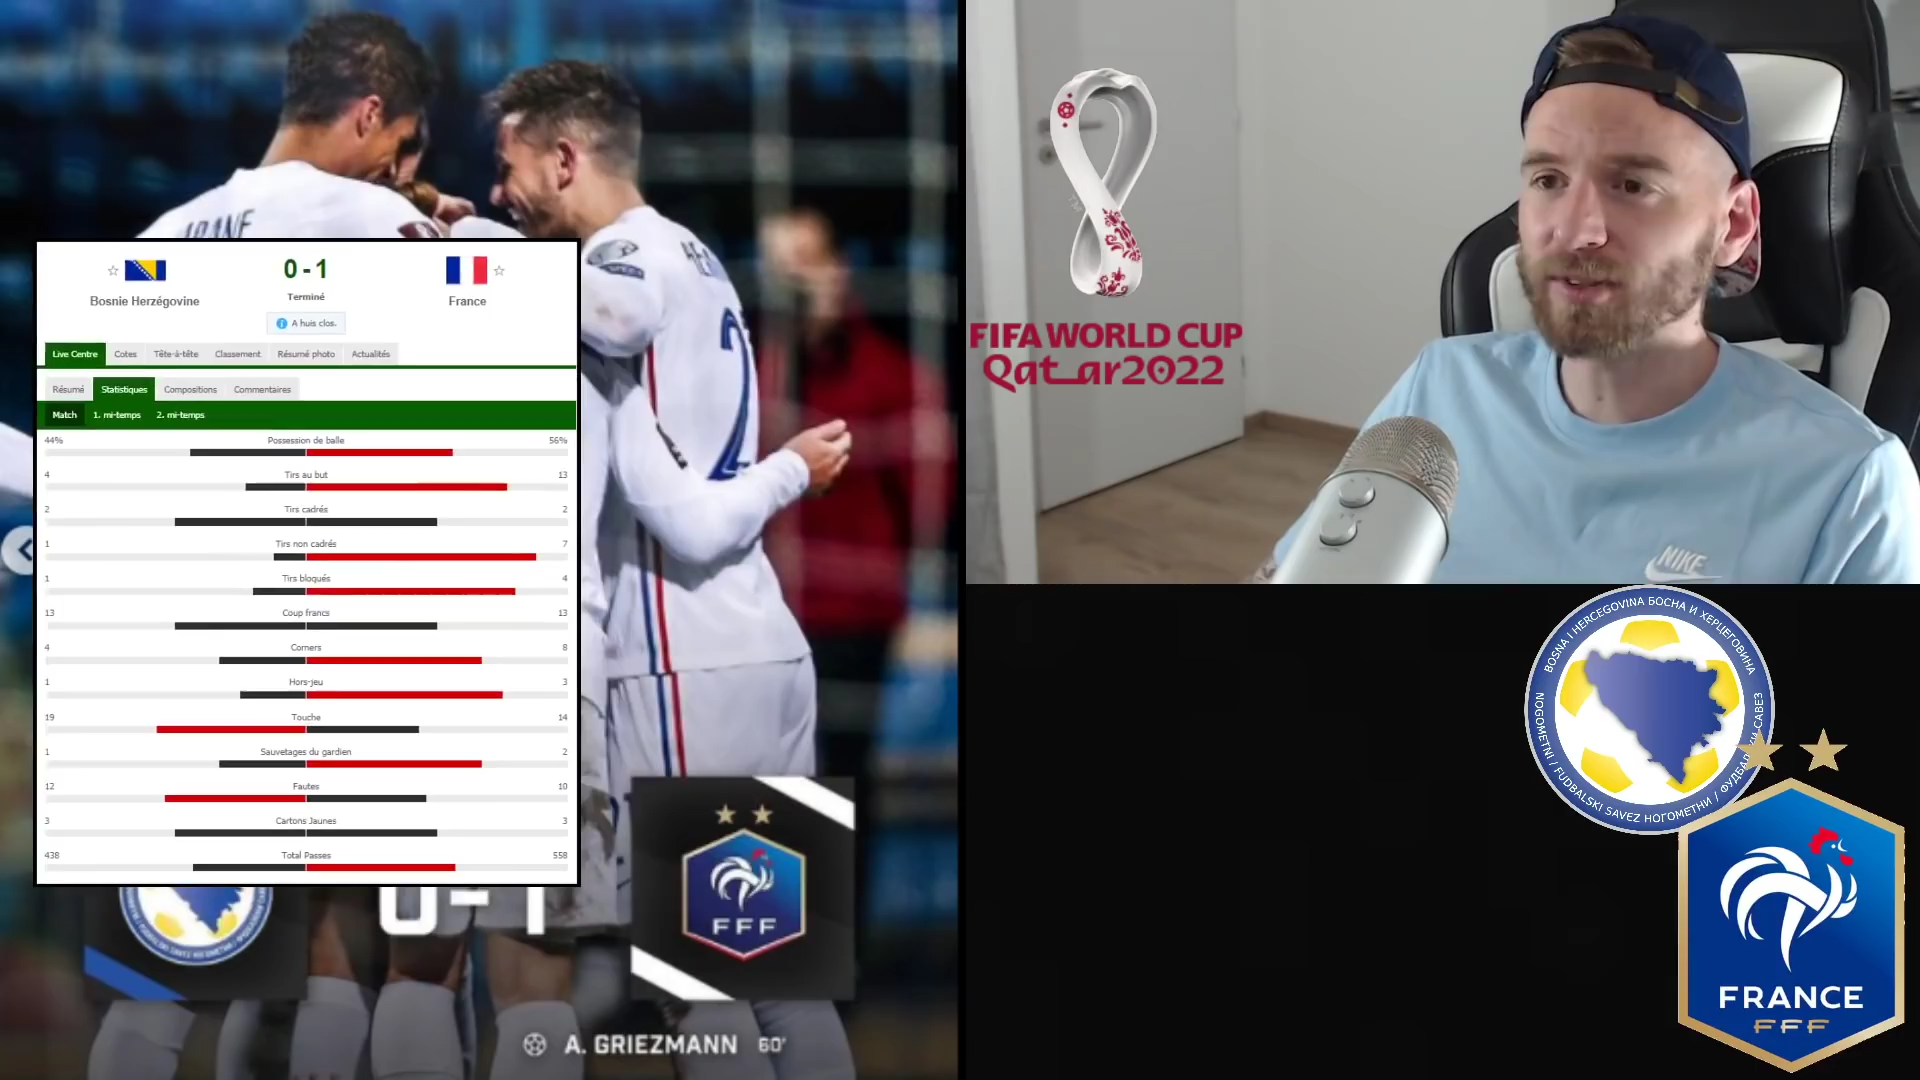 0 - 1
Bosnie Herzégovine
Terminé
France
A huis clos.
Live Centre Cotes Tête-à-tête Classement Résumé photo Actualités
Résumé Statistiques Compositions Commentaires
Match 1. mi-temps 2. mi-temps
44% Possession de balle 56%
4 Tirs au but 13
2 Tirs cadrés 2
1 Tirs non cadrés 7
1 Tirs bloqués 4
13 Coup francs 13
4 Corners 8
1 Hors-jeu 3
19 Touche 14
1 Sauvetages du gardien 2
12 Fautes 10
3 Cartons Jaunes 3
438 Total Passes 558
0-1
FFF
A. GRIEZMANN 60'
FIFA WORLD CUP
Qatar2022
TM
NIKE
BOSNA I HERCEGOVINA БОСНА И ХЕРЦЕГОВИНА
NOGOMETNI / FUDBALSKI SAVEZ НОГОМЕТНИ / ФУДБАЛСКИ САВЕЗ
FRANCE
FFF